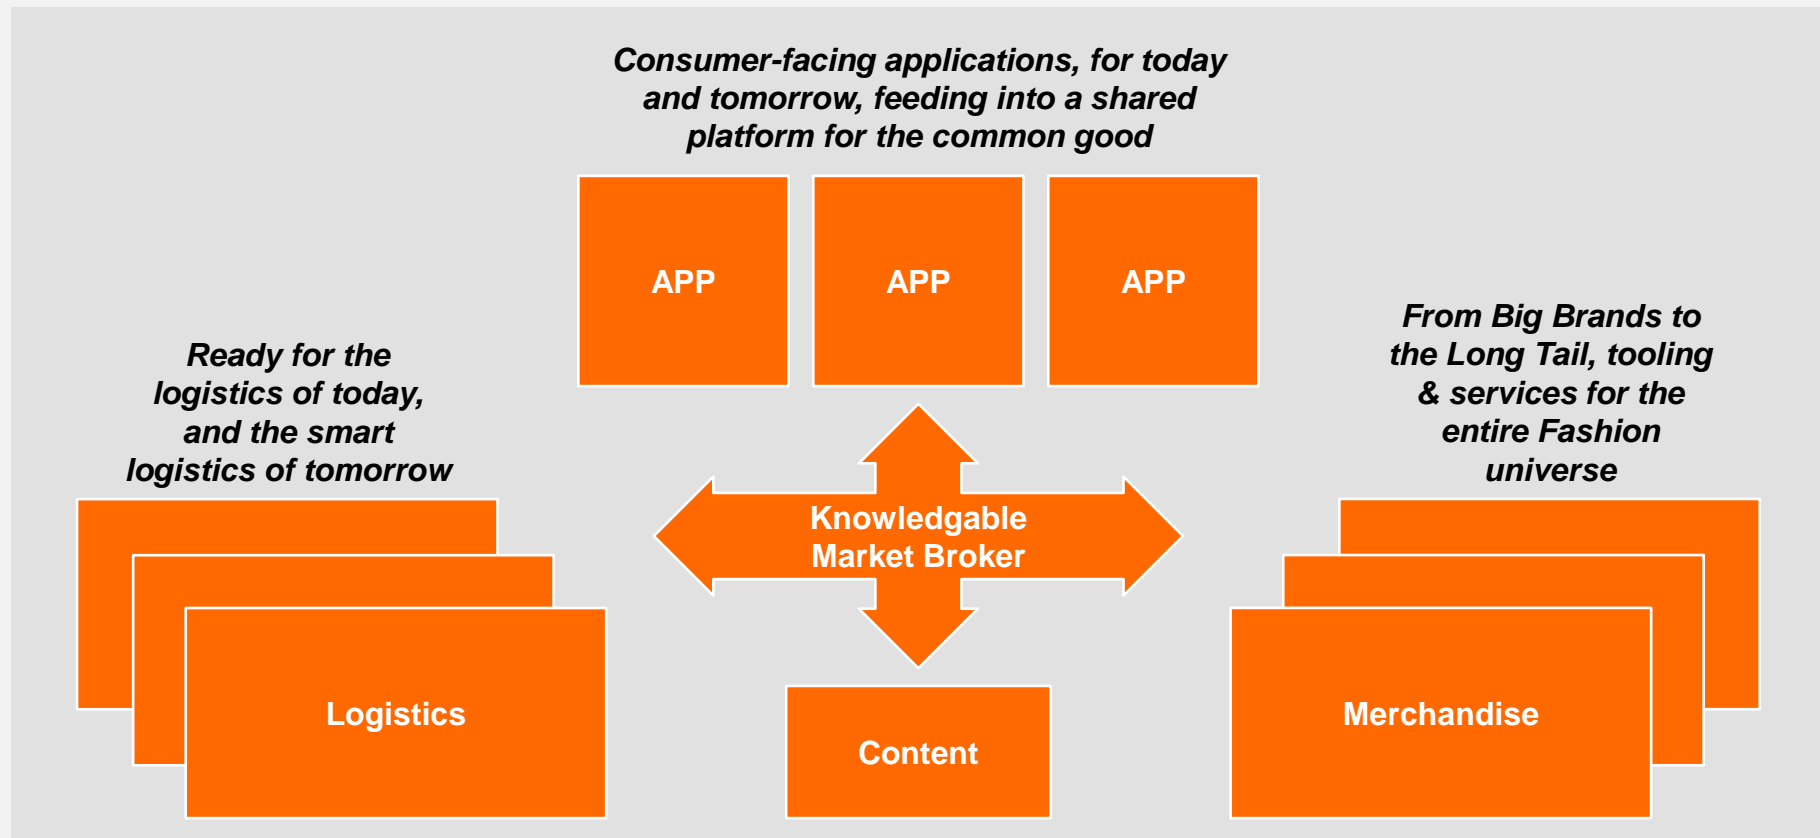 Consumer-facing applications, for today
and tomorrow, feeding into a shared
platform for the common good
APP
APP
APP
Ready for the
logistics of today,
and the smart
logistics of tomorrow
From Big Brands to
the Long Tail, tooling
& services for the
entire Fashion
universe
Knowledgable
Market Broker
Logistics
Content
Merchandise